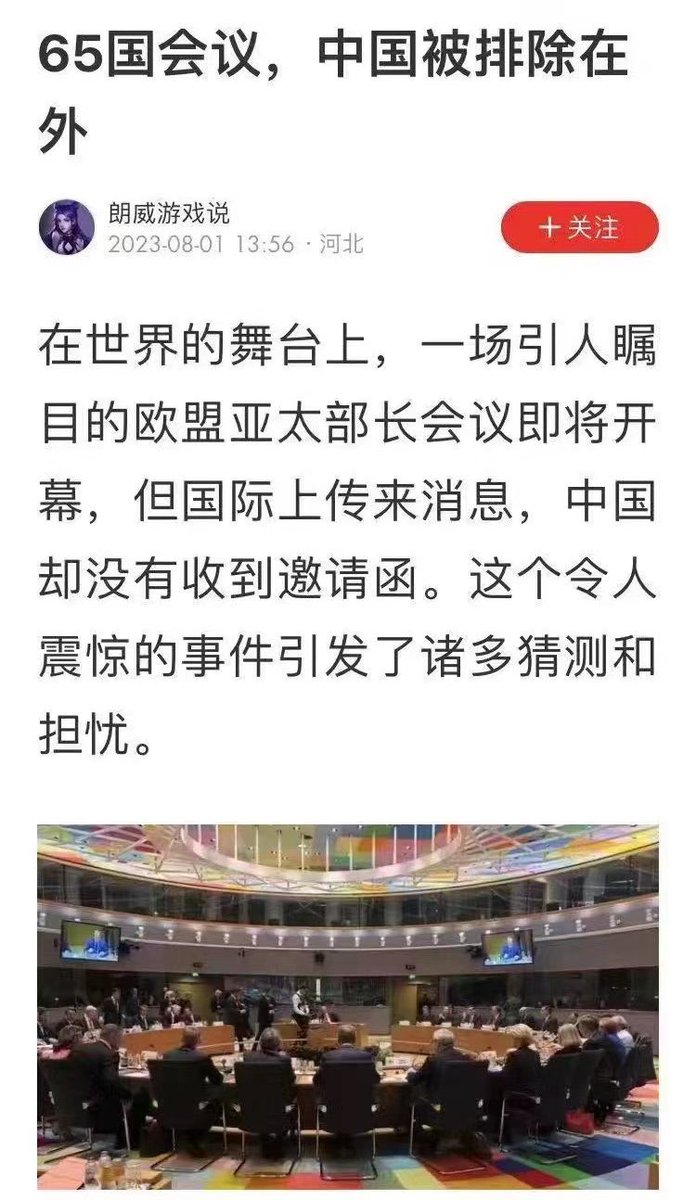 65国会议，中国被排除在
外
朗威游戏说
2023-08-01 13:56 · 河北
＋关注
在世界的舞台上，一场引人瞩
目的欧盟亚太部长会议即将开
幕，但国际上传来消息，中国
却没有收到邀请函。这个令人
震惊的事件引发了诸多猜测和
担忧。